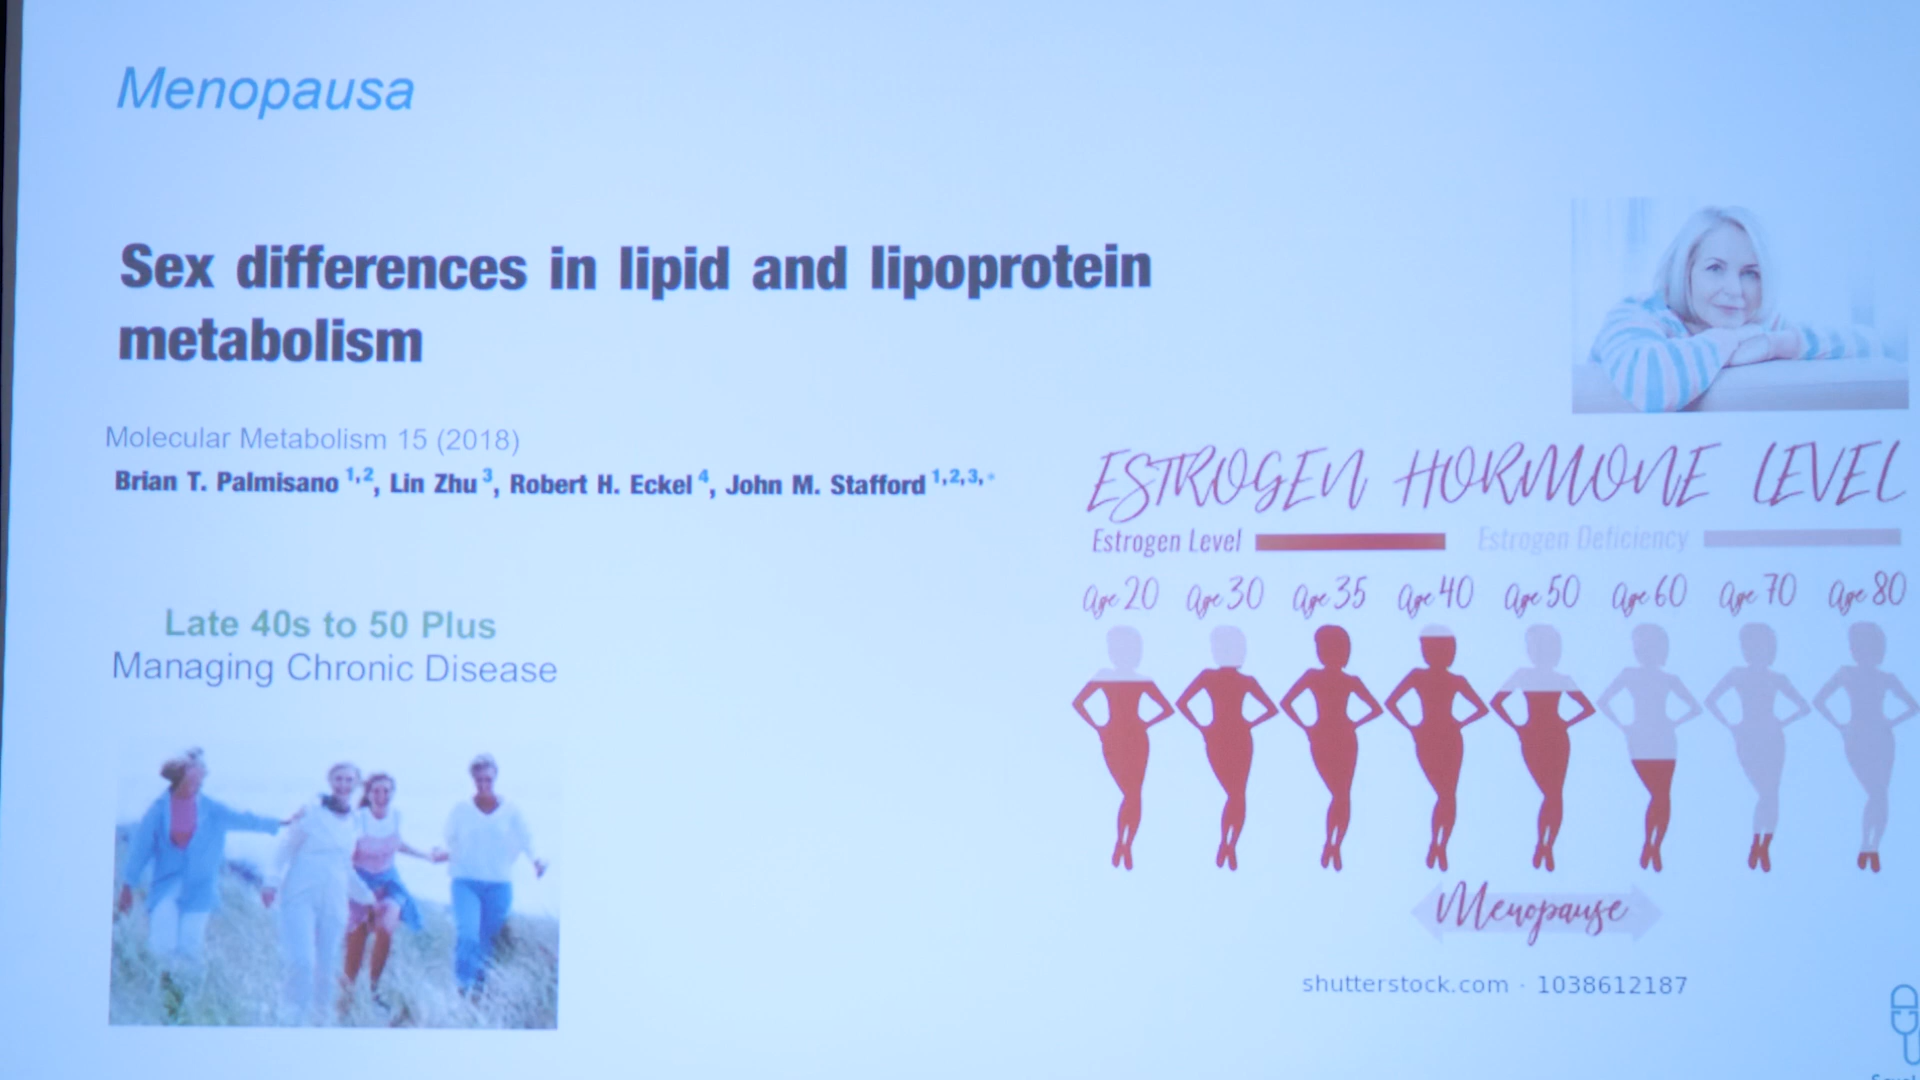 Menopausa
Sex differences in lipid and lipoprotein
metabolism
Molecular Metabolism 15 (2018)
Brian T. Palmisano 1,2, Lin Zhu 3, Robert H. Eckel 4, John M. Stafford 1,2,3,*
Late 40s to 50 Plus
Managing Chronic Disease
ESTROGEN HORMONE LEVEL
Estrogen Level Estrogen Deficiency
Age 20 Age 30 Age 35 Age 40 Age 50 Age 60 Age 70 Age 80
Menopause
shutterstock.com · 1038612187